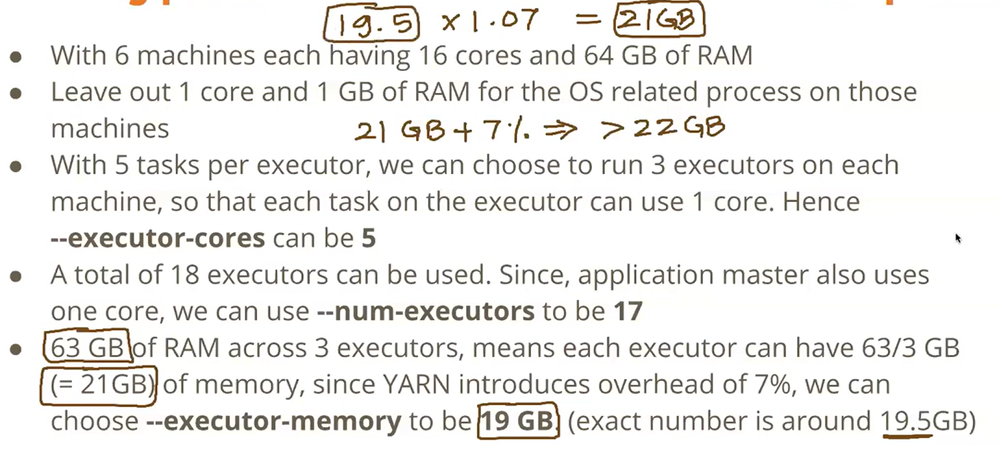 19.5 x 1.07 = 21GB
● With 6 machines each having 16 cores and 64 GB of RAM
● Leave out 1 core and 1 GB of RAM for the OS related process on those
machines
21 GB + 7% ⇒ > 22 GB
● With 5 tasks per executor, we can choose to run 3 executors on each
machine, so that each task on the executor can use 1 core. Hence
--executor-cores can be 5
● A total of 18 executors can be used. Since, application master also uses
one core, we can use --num-executors to be 17
● 63 GB of RAM across 3 executors, means each executor can have 63/3 GB
(= 21GB) of memory, since YARN introduces overhead of 7%, we can
choose --executor-memory to be 19 GB (exact number is around 19.5GB)